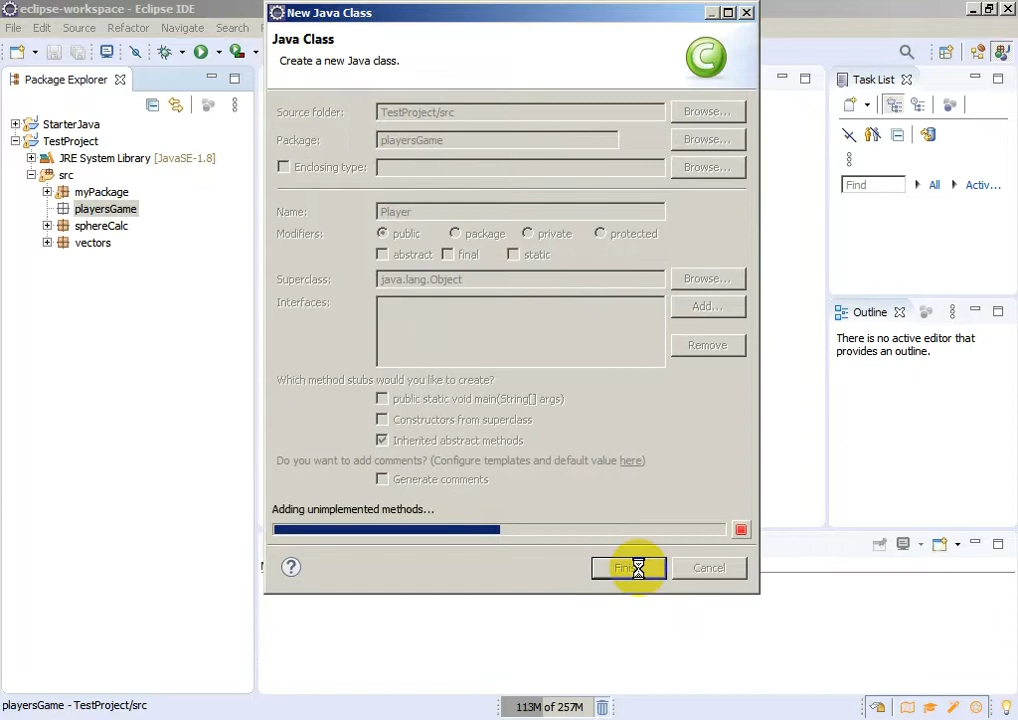 eclipse-workspace - Eclipse IDE
New Java Class
File Edit Source Refactor Navigate Search
Java Class
Create a new Java class.
Package Explorer
Task List
StarterJava
TestProject
JRE System Library [JavaSE-1.8]
src
myPackage
playersGame
sphereCalc
vectors
Source folder: TestProject/src Browse...
Package: playersGame Browse...
Enclosing type: Browse...
Name: Player
Modifiers: public package private protected
abstract final static
Superclass: java.lang.Object Browse...
Interfaces: Add...
Remove
Which method stubs would you like to create?
public static void main(String[] args)
Constructors from superclass
Inherited abstract methods
Do you want to add comments? (Configure templates and default value here)
Generate comments
Adding unimplemented methods...
? Cancel
Find All Activ...
Outline
There is no active editor that
provides an outline.
playersGame - TestProject/src
113M of 257M